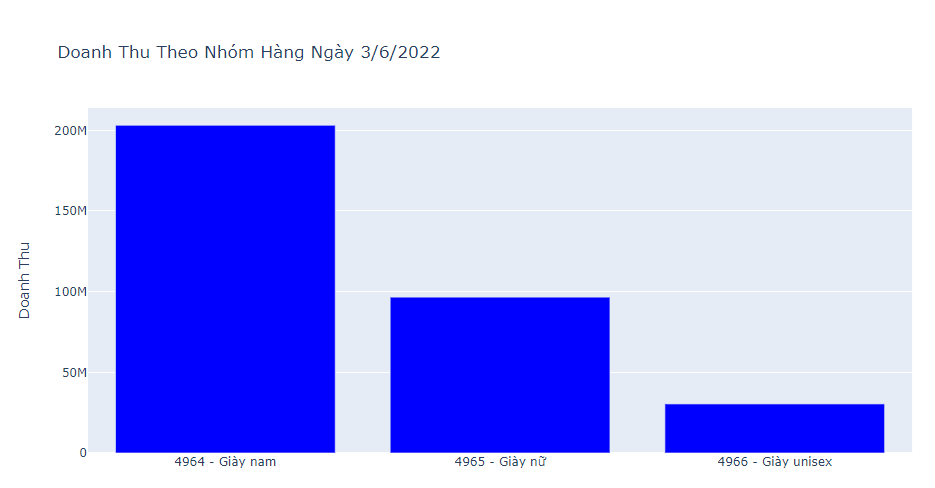 Doanh Thu Theo Nhóm Hàng Ngày 3/6/2022
200M
150M
100M
50M
0
Doanh Thu
4964 - Giày nam
4965 - Giày nữ
4966 - Giày unisex